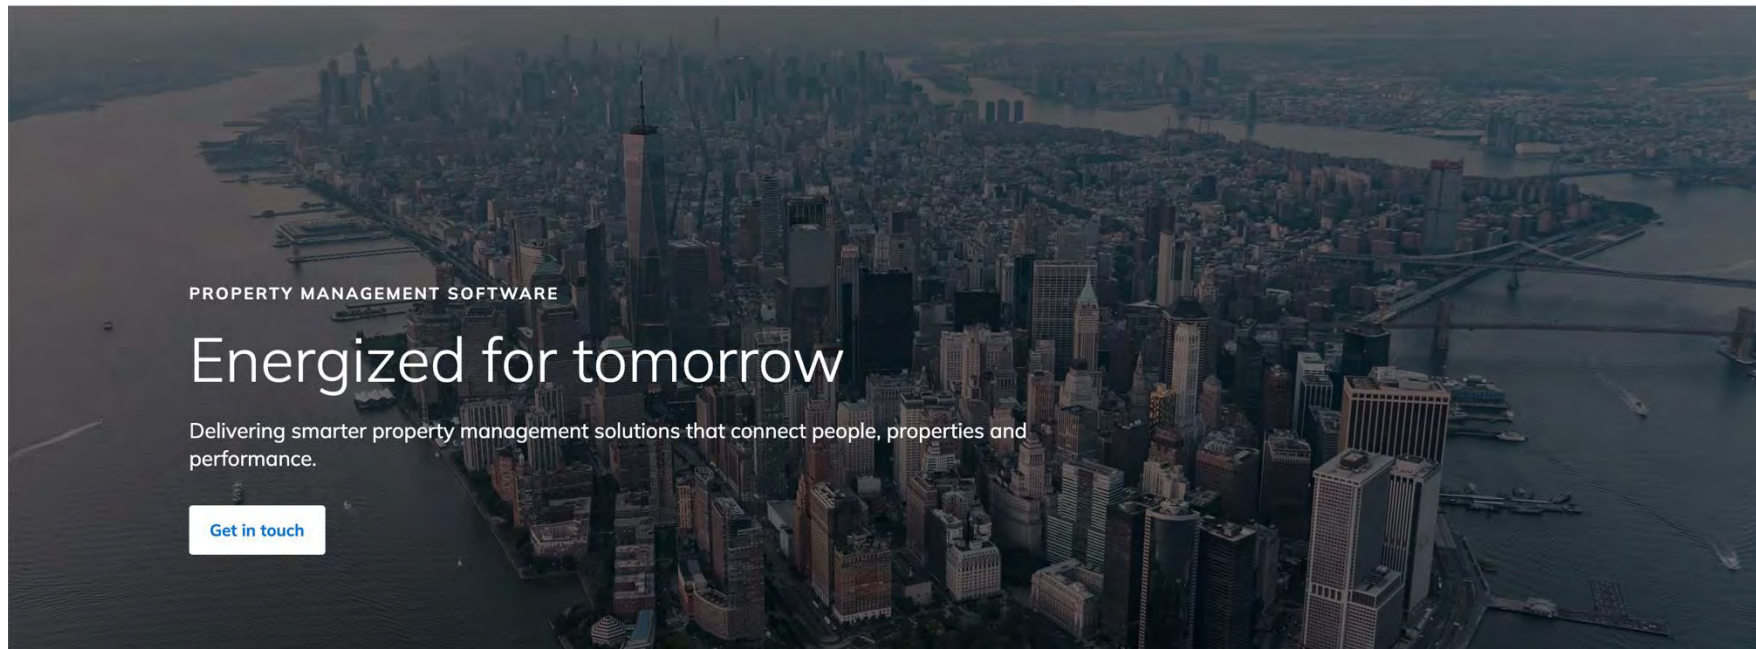 PROPERTY MANAGEMENT SOFTWARE
Energized for tomorrow
Delivering smarter property management solutions that connect people, properties and
performance.
Get in touch